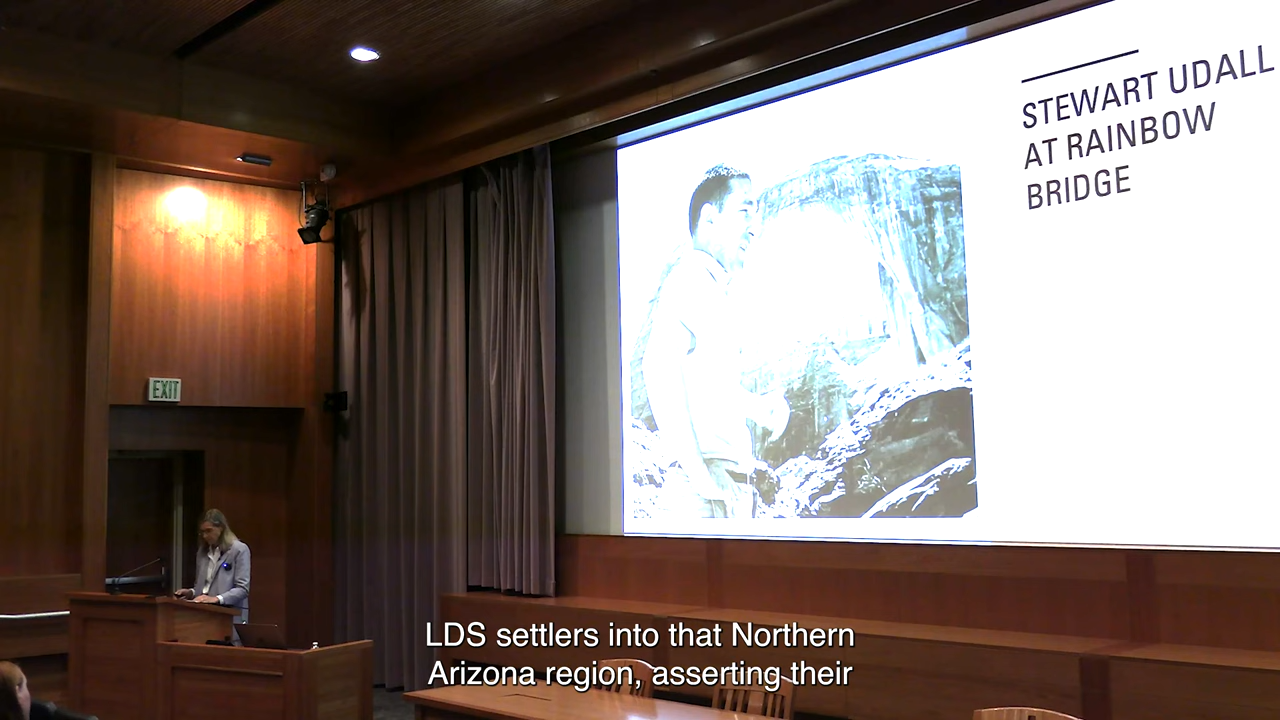 STEWART UDALL
AT RAINBOW
BRIDGE
EXIT
LDS settlers into that Northern
Arizona region, asserting their